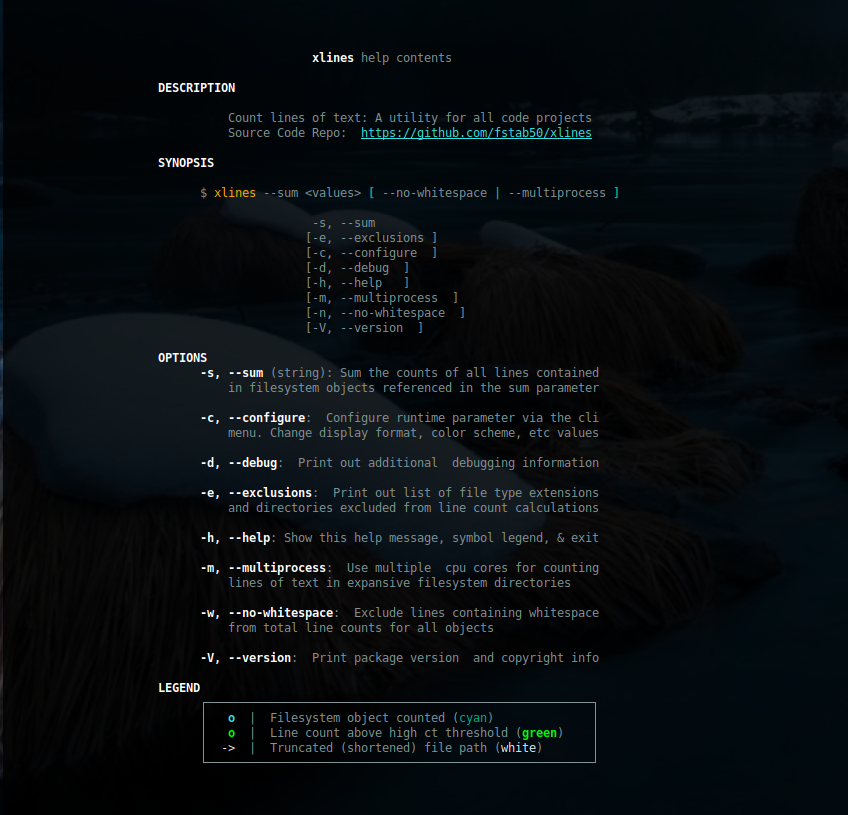 xlines help contents
DESCRIPTION
Count lines of text: A utility for all code projects
Source Code Repo:  https://github.com/fstab50/xlines
SYNOPSIS
$ xlines --sum <values> [ --no-whitespace | --multiprocess ]
-s, --sum
[-e, --exclusions ]
[-c, --configure  ]
[-d, --debug  ]
[-h, --help   ]
[-m, --multiprocess  ]
[-n, --no-whitespace  ]
[-V, --version  ]
OPTIONS
-s, --sum (string): Sum the counts of all lines contained
in filesystem objects referenced in the sum parameter
-c, --configure:  Configure runtime parameter via the cli
menu. Change display format, color scheme, etc values
-d, --debug:  Print out additional  debugging information
-e, --exclusions:  Print out list of file type extensions
and directories excluded from line count calculations
-h, --help: Show this help message, symbol legend, & exit
-m, --multiprocess:  Use multiple  cpu cores for counting
lines of text in expansive filesystem directories
-w, --no-whitespace:  Exclude lines containing whitespace
from total line counts for all objects
-V, --version:  Print package version  and copyright info
LEGEND
o  |  Filesystem object counted (cyan)
o  |  Line count above high ct threshold (green)
->  |  Truncated (shortened) file path (white)